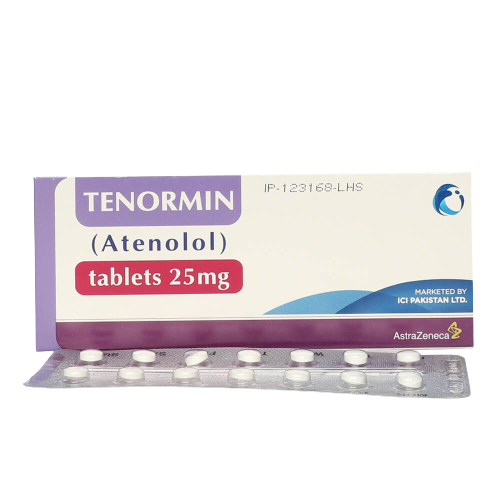 TENORMIN
IP-123168-LHS
(Atenolol)
tablets 25mg
MARKETED BY
ICI PAKISTAN LTD.
AstraZeneca